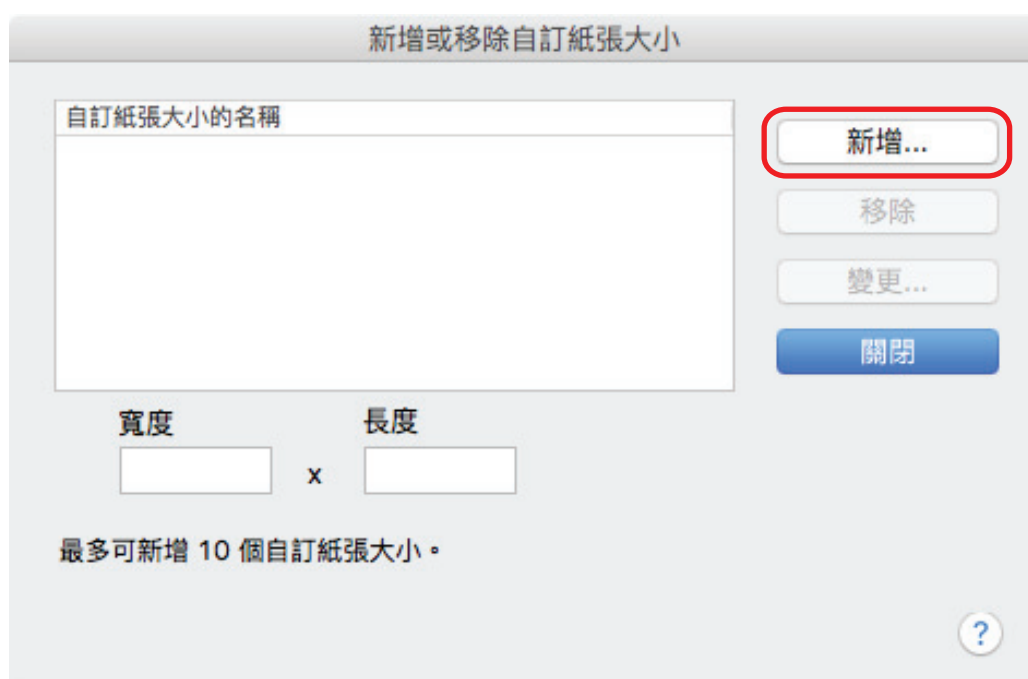 新增或移除自訂紙張大小
自訂紙張大小的名稱
新增...
移除
變更...
關閉
寬度
長度
x
最多可新增 10 個自訂紙張大小。
?